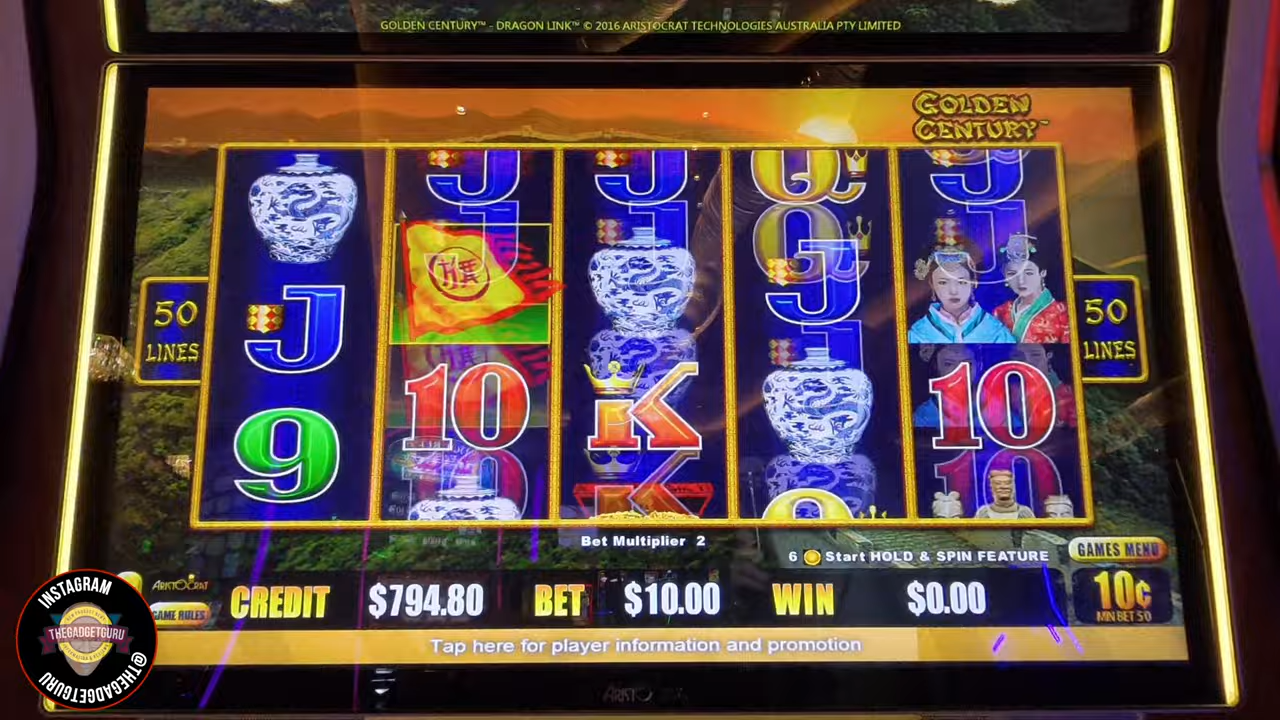 GOLDEN CENTURY™ - DRAGON LINK™ © 2016 ARISTOCRAT TECHNOLOGIES AUSTRALIA PTY LIMITED
GOLDEN
CENTURY™
J J Q J
Q
50
LINES
J
J
50
LINES
10 K 10
9
K
Q
Bet Multiplier 2
6 Start HOLD & SPIN FEATURE
GAMES MENU
ARISTOCRAT
GAME RULES
CREDIT $794.80 BET $10.00 WIN $0.00
10¢
MIN BET 50
Tap here for player information and promotion
ARISTOCRAT
INSTAGRAM
THEGADGETGURU
@THEGADGETGURU